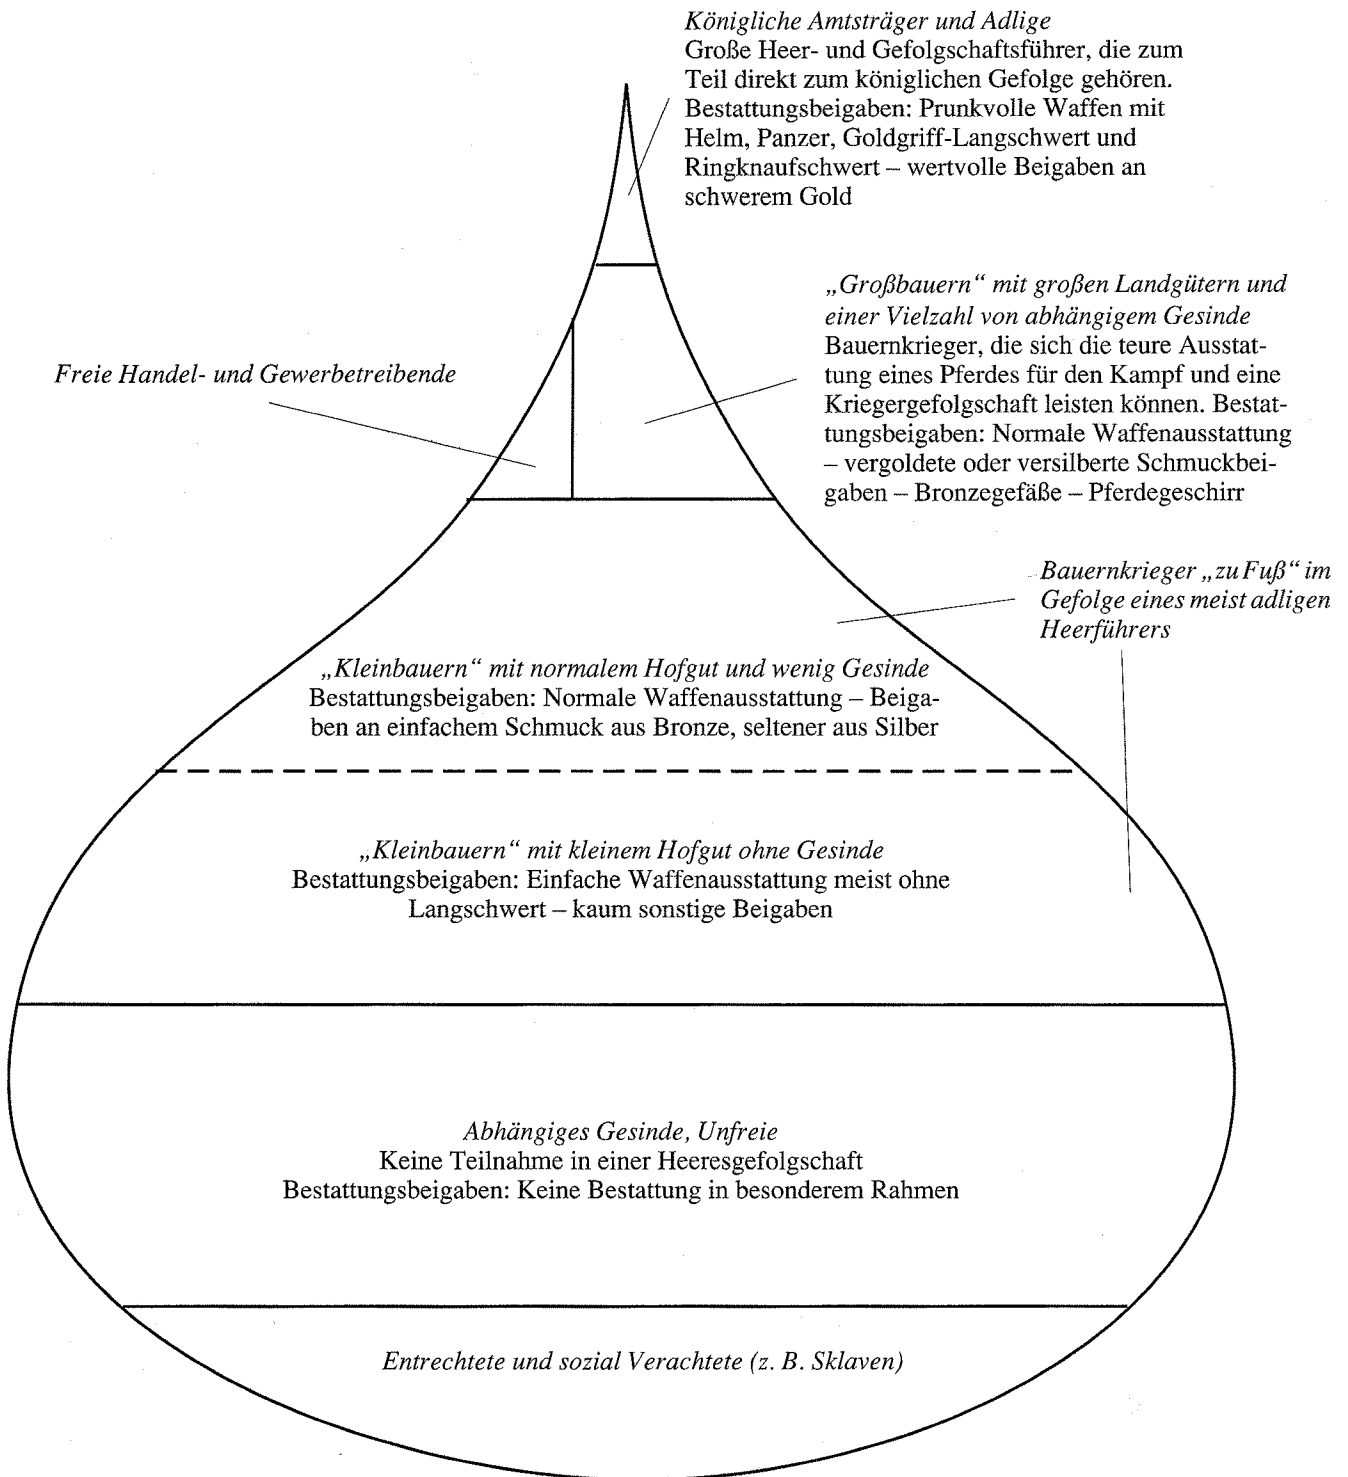 Königliche Amtsträger und Adlige
Große Heer- und Gefolgschaftsführer, die zum
Teil direkt zum königlichen Gefolge gehören.
Bestattungsbeigaben: Prunkvolle Waffen mit
Helm, Panzer, Goldgriff-Langschwert und
Ringknaufschwert – wertvolle Beigaben an
schwerem Gold
„Großbauern“ mit großen Landgütern und
einer Vielzahl von abhängigem Gesinde
Bauernkrieger, die sich die teure Ausstat-
tung eines Pferdes für den Kampf und eine
Kriegergefolgschaft leisten können. Bestat-
tungsbeigaben: Normale Waffenausstattung
– vergoldete oder versilberte Schmuckbei-
gaben – Bronzegefäße – Pferdegeschirr
Freie Handel- und Gewerbetreibende
Bauernkrieger „zu Fuß“ im
Gefolge eines meist adligen
Heerführers
„Kleinbauern“ mit normalem Hofgut und wenig Gesinde
Bestattungsbeigaben: Normale Waffenausstattung – Beiga-
ben an einfachem Schmuck aus Bronze, seltener aus Silber
„Kleinbauern“ mit kleinem Hofgut ohne Gesinde
Bestattungsbeigaben: Einfache Waffenausstattung meist ohne
Langschwert – kaum sonstige Beigaben
Abhängiges Gesinde, Unfreie
Keine Teilnahme in einer Heeresgefolgschaft
Bestattungsbeigaben: Keine Bestattung in besonderem Rahmen
Entrechtete und sozial Verachtete (z. B. Sklaven)